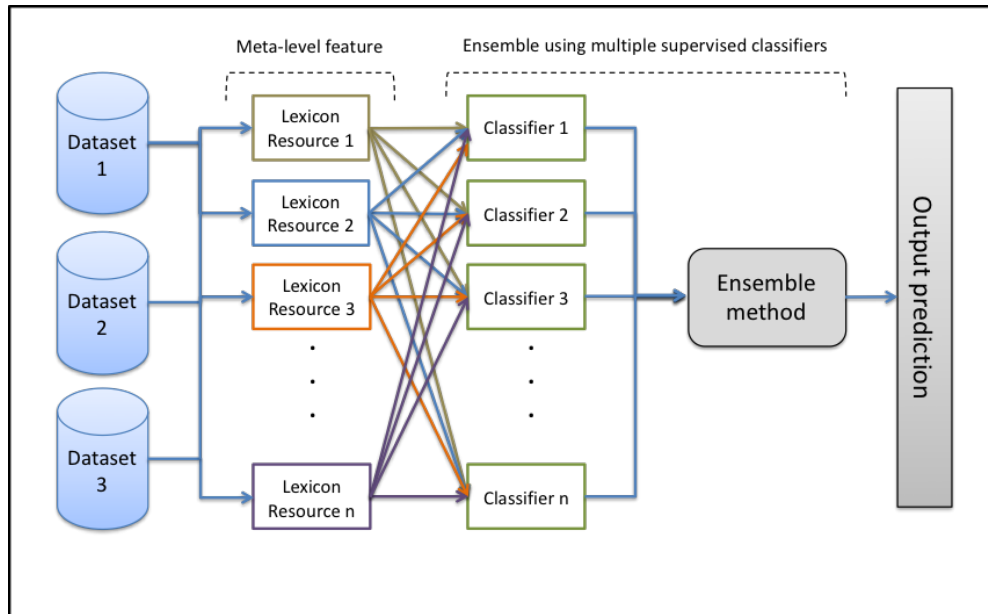 Meta-level feature
Ensemble using multiple supervised classifiers
Dataset
1
Dataset
2
Dataset
3
Lexicon
Resource 1
Lexicon
Resource 2
Lexicon
Resource 3
.
.
.
Lexicon
Resource n
Classifier 1
Classifier 2
Classifier 3
.
.
.
Classifier n
Ensemble
method
Output prediction